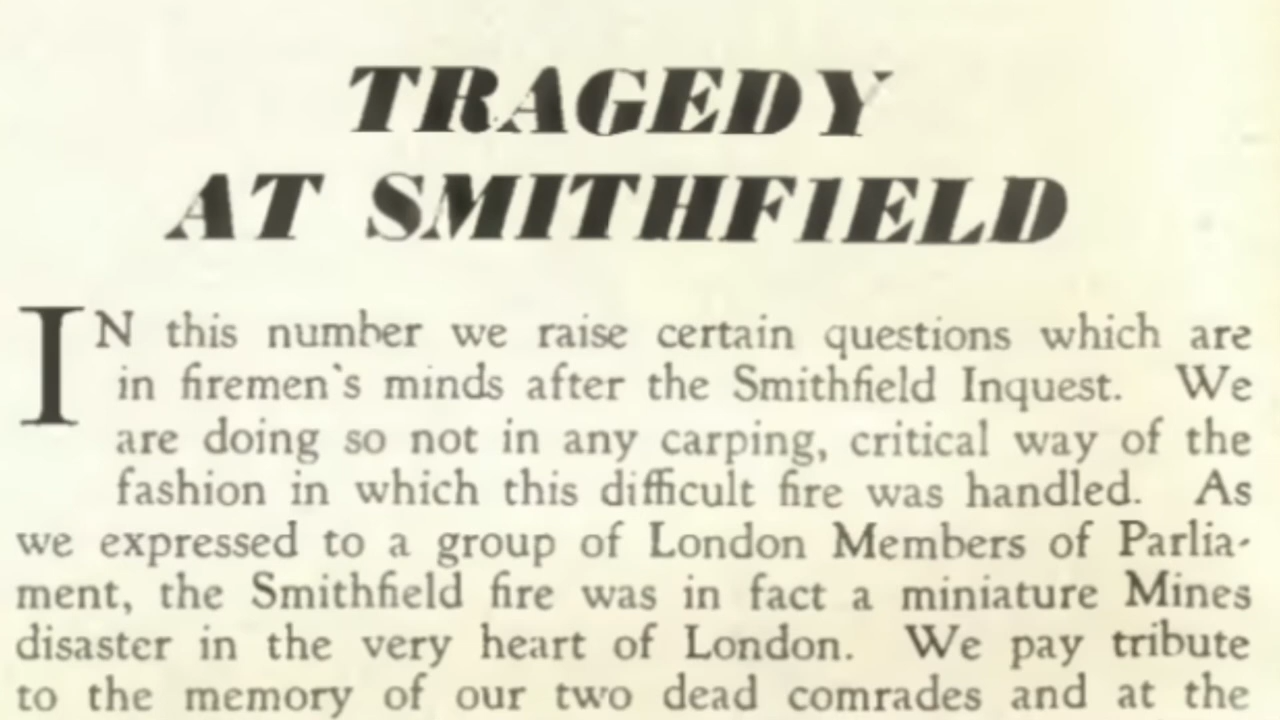 TRAGEDY
AT SMITHFIELD
IN this number we raise certain questions which are
in firemen`s minds after the Smithfield Inquest. We
are doing so not in any carping, critical way of the
fashion in which this difficult fire was handled. As
we expressed to a group of London Members of Parlia-
ment, the Smithfield fire was in fact a miniature Mines
disaster in the very heart of London. We pay tribute
to the memory of our two dead comrades and at the